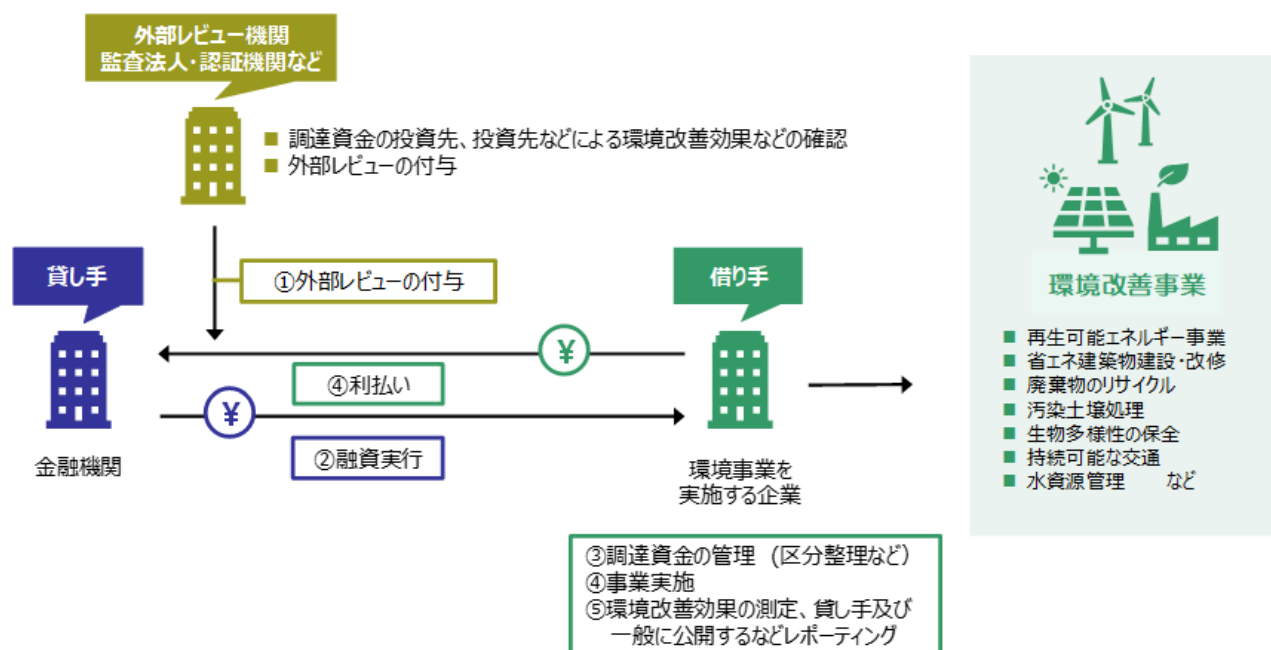 外部レビュー機関
監査法人・認証機関など
■ 調達資金の投資先、投資先などによる環境改善効果などの確認
■ 外部レビューの付与
貸し手
①外部レビューの付与
借り手
¥
④利払い
¥
②融資実行
金融機関
環境事業を
実施する企業
③調達資金の管理 (区分整理など)
④事業実施
⑤環境改善効果の測定、貸し手及び
一般に公開するなどレポーティング
環境改善事業
■ 再生可能エネルギー事業
■ 省エネ建築物建設・改修
■ 廃棄物のリサイクル
■ 汚染土壌処理
■ 生物多様性の保全
■ 持続可能な交通
■ 水資源管理 など